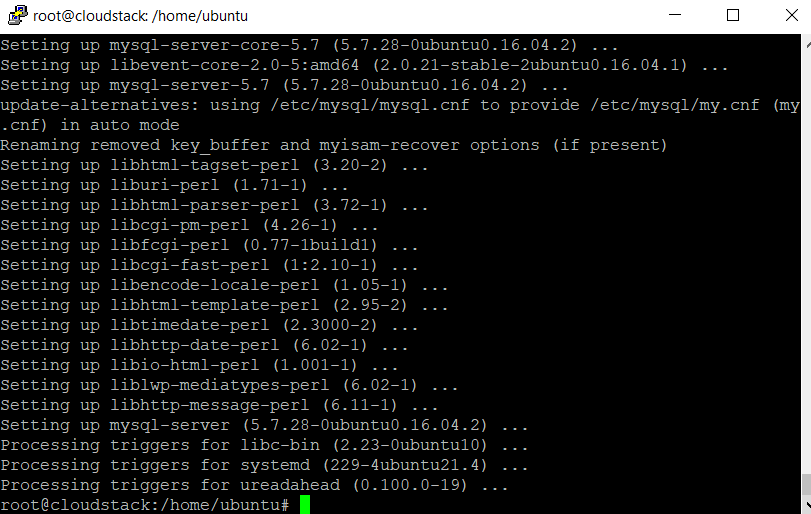 root@cloudstack: /home/ubuntu
Setting up mysql-server-core-5.7 (5.7.28-0ubuntu0.16.04.2) ...
Setting up libevent-core-2.0-5:amd64 (2.0.21-stable-2ubuntu0.16.04.1) ...
Setting up mysql-server-5.7 (5.7.28-0ubuntu0.16.04.2) ...
update-alternatives: using /etc/mysql/mysql.cnf to provide /etc/mysql/my.cnf (my
.cnf) in auto mode
Renaming removed key_buffer and myisam-recover options (if present)
Setting up libhtml-tagset-perl (3.20-2) ...
Setting up liburi-perl (1.71-1) ...
Setting up libhtml-parser-perl (3.72-1) ...
Setting up libcgi-pm-perl (4.26-1) ...
Setting up libfcgi-perl (0.77-1build1) ...
Setting up libcgi-fast-perl (1:2.10-1) ...
Setting up libencode-locale-perl (1.05-1) ...
Setting up libhtml-template-perl (2.95-2) ...
Setting up libtimedate-perl (2.3000-2) ...
Setting up libhttp-date-perl (6.02-1) ...
Setting up libio-html-perl (1.001-1) ...
Setting up liblwp-mediatypes-perl (6.02-1) ...
Setting up libhttp-message-perl (6.11-1) ...
Setting up mysql-server (5.7.28-0ubuntu0.16.04.2) ...
Processing triggers for libc-bin (2.23-0ubuntu10) ...
Processing triggers for systemd (229-4ubuntu21.4) ...
Processing triggers for ureadahead (0.100.0-19) ...
root@cloudstack:/home/ubuntu#